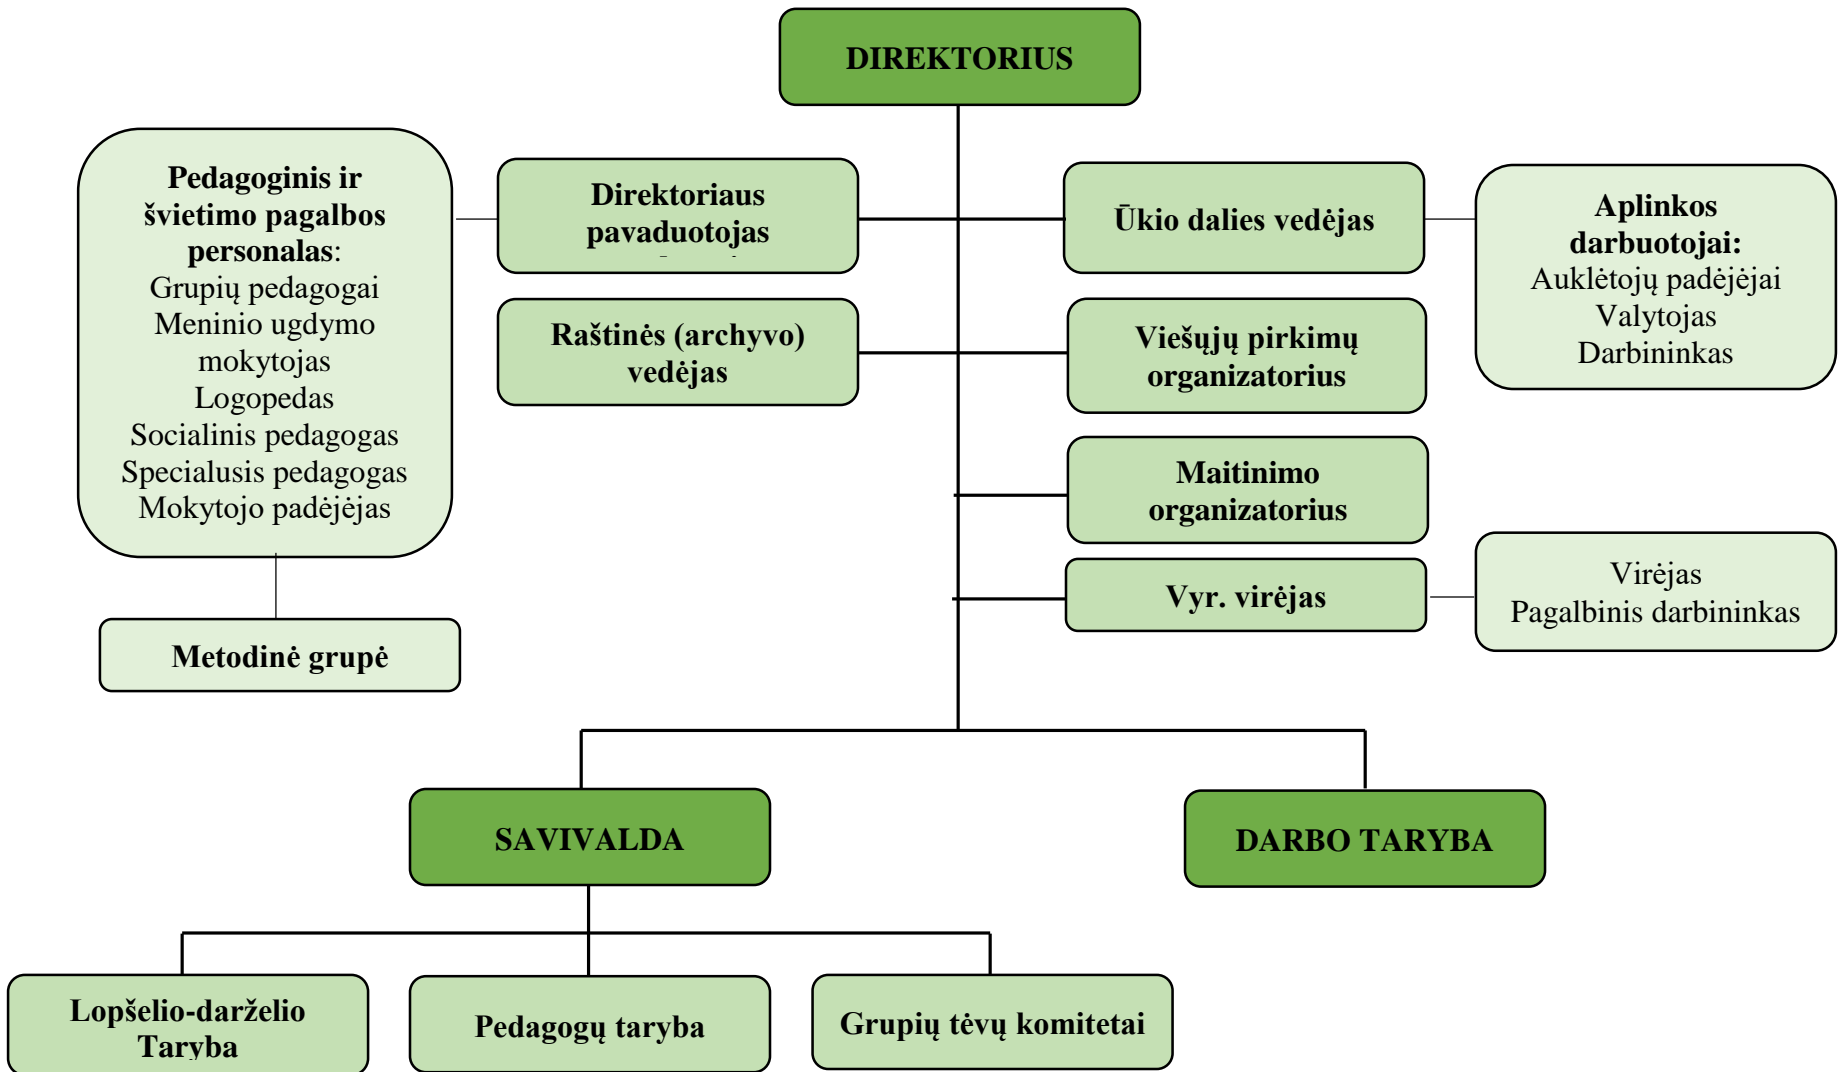 DIREKTORIUS
Pedagoginis ir
švietimo pagalbos
personalas:
Grupių pedagogai
Meninio ugdymo
mokytojas
Logopedas
Socialinis pedagogas
Specialusis pedagogas
Mokytojo padėjėjas
Direktoriaus
pavaduotojas
Ūkio dalies vedėjas
Aplinkos
darbuotojai:
Auklėtojų padėjėjai
Valytojas
Darbininkas
Raštinės (archyvo)
vedėjas
Viešųjų pirkimų
organizatorius
Maitinimo
organizatorius
Vyr. virėjas
Virėjas
Pagalbinis darbininkas
Metodinė grupė
SAVIVALDA
DARBO TARYBA
Lopšelio-darželio
Taryba
Pedagogų taryba
Grupių tėvų komitetai